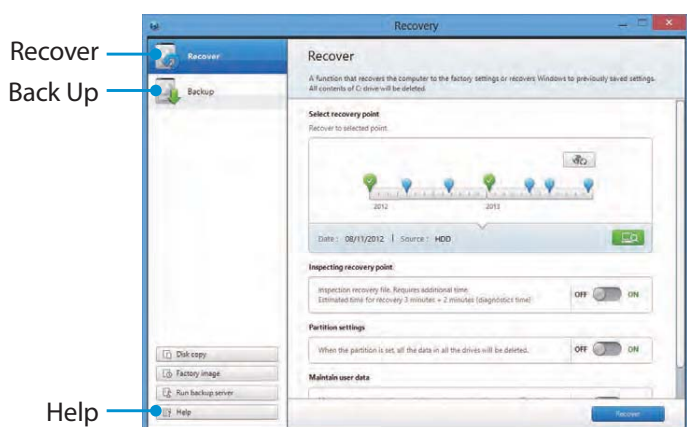 Recovery
Recover
Recover
Back Up
Backup
Recover
A function that recovers the computer to the factory settings or recovers Windows to previously saved settings.
All contents of C: drive will be deleted.
Select recovery point
Recover to selected point.
2012 2013
Date : 08/11/2012 | Source : HDD
Inspecting recovery point
Inspection recovery file. Requires additional time.
Estimated time for recovery 3 minutes + 2 minutes (diagnostics time)
OFF ON
Partition settings
When the partition is set, all the data in all the drives will be deleted.
OFF ON
Maintain user data
Disk copy
Factory image
Run backup server
Help
Help
Recover